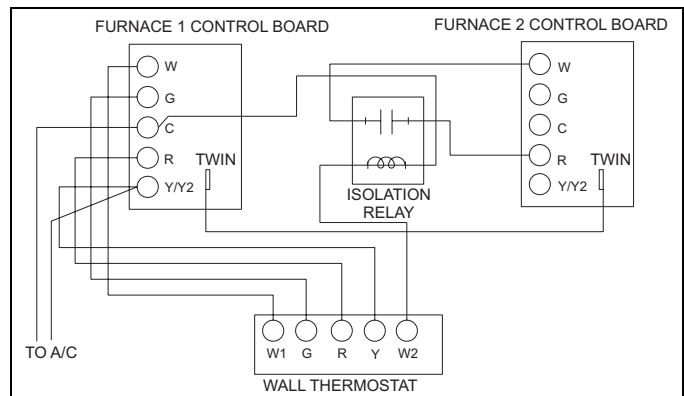 FURNACE 1 CONTROL BOARD
FURNACE 2 CONTROL BOARD
W
G
C
R
TWIN
Y/Y2
W
G
C
R
TWIN
Y/Y2
ISOLATION
RELAY
TO A/C
W1 G R Y W2
WALL THERMOSTAT